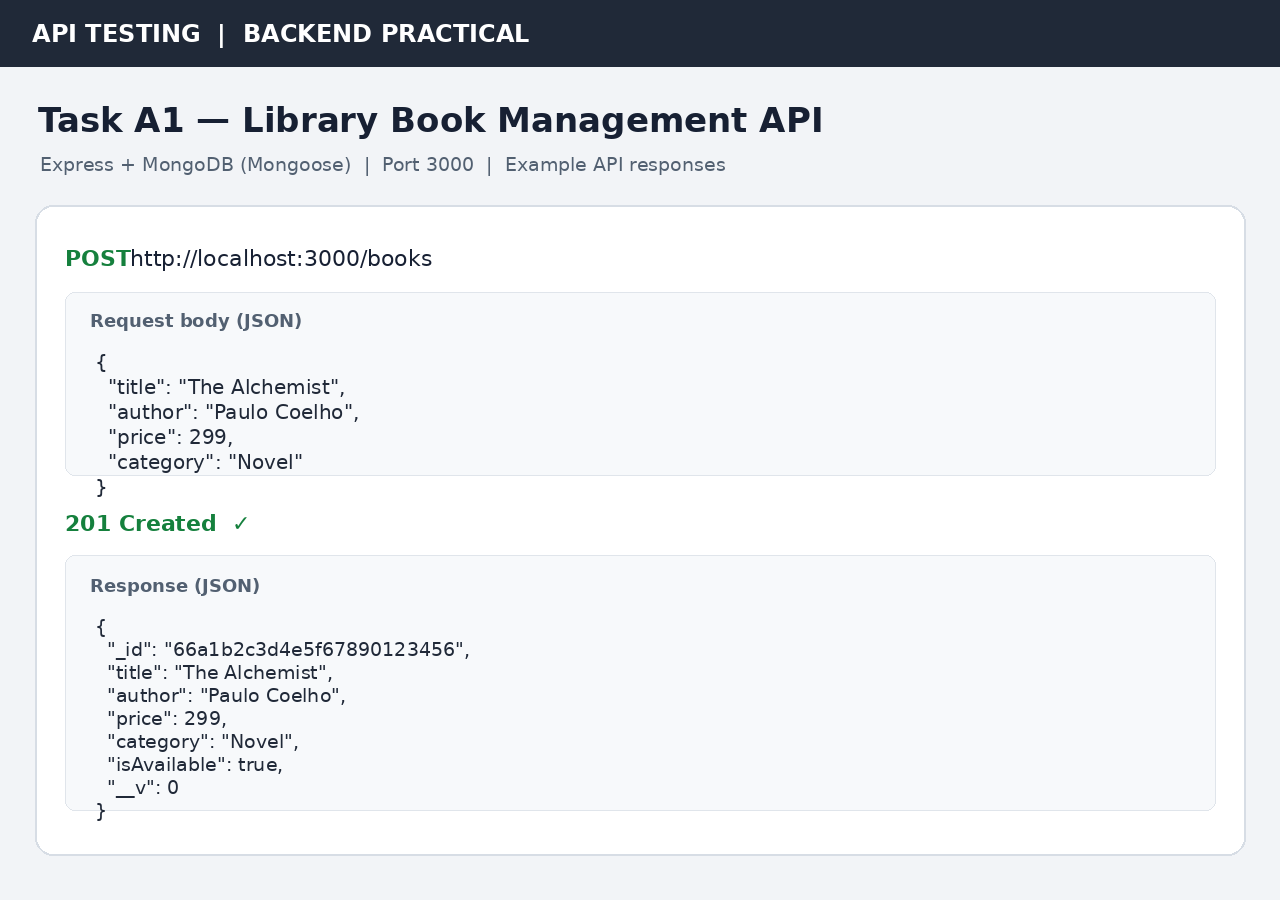 API TESTING | BACKEND PRACTICAL
Task A1 — Library Book Management API
Express + MongoDB (Mongoose) | Port 3000 | Example API responses
POST http://localhost:3000/books
Request body (JSON)
{
"title": "The Alchemist",
"author": "Paulo Coelho",
"price": 299,
"category": "Novel"
}
201 Created ✓
Response (JSON)
{
"_id": "66a1b2c3d4e5f67890123456",
"title": "The Alchemist",
"author": "Paulo Coelho",
"price": 299,
"category": "Novel",
"isAvailable": true,
"__v": 0
}